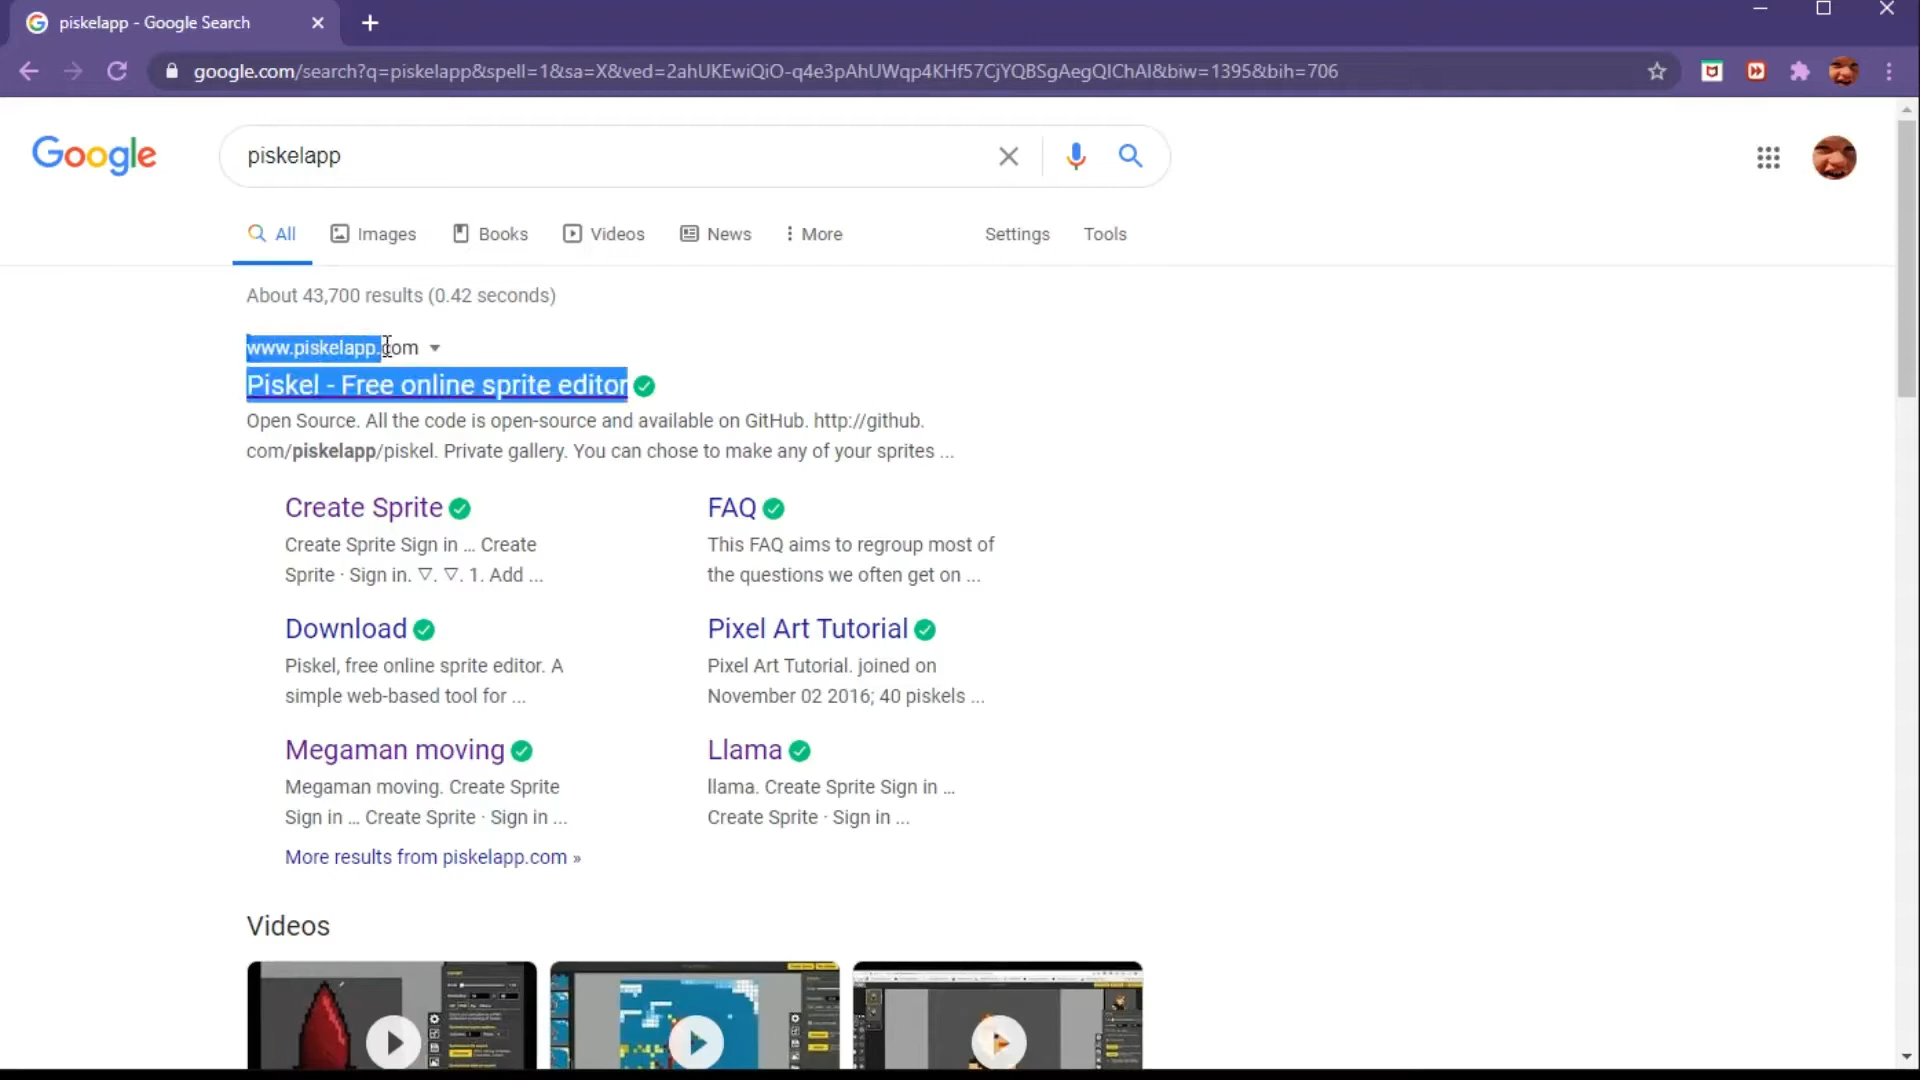 piskelapp - Google Search
google.com/search?q=piskelapp&spell=1&sa=X&ved=2ahUKEwiQiO-q4e3pAhUWqp4KHf57CjYQBSgAegQIChAI&biw=1395&bih=706
Google
piskelapp
All Images Books Videos News More Settings Tools
About 43,700 results (0.42 seconds)
www.piskelapp.com
Piskel - Free online sprite editor
Open Source. All the code is open-source and available on GitHub. http://github.
com/piskelapp/piskel. Private gallery. You can chose to make any of your sprites ...
Create Sprite
Create Sprite Sign in ... Create
Sprite · Sign in. ▽. ▽. 1. Add ...
FAQ
This FAQ aims to regroup most of
the questions we often get on ...
Download
Piskel, free online sprite editor. A
simple web-based tool for ...
Pixel Art Tutorial
Pixel Art Tutorial. joined on
November 02 2016; 40 piskels ...
Megaman moving
Megaman moving. Create Sprite
Sign in ... Create Sprite · Sign in ...
Llama
llama. Create Sprite Sign in ...
Create Sprite · Sign in ...
More results from piskelapp.com »
Videos